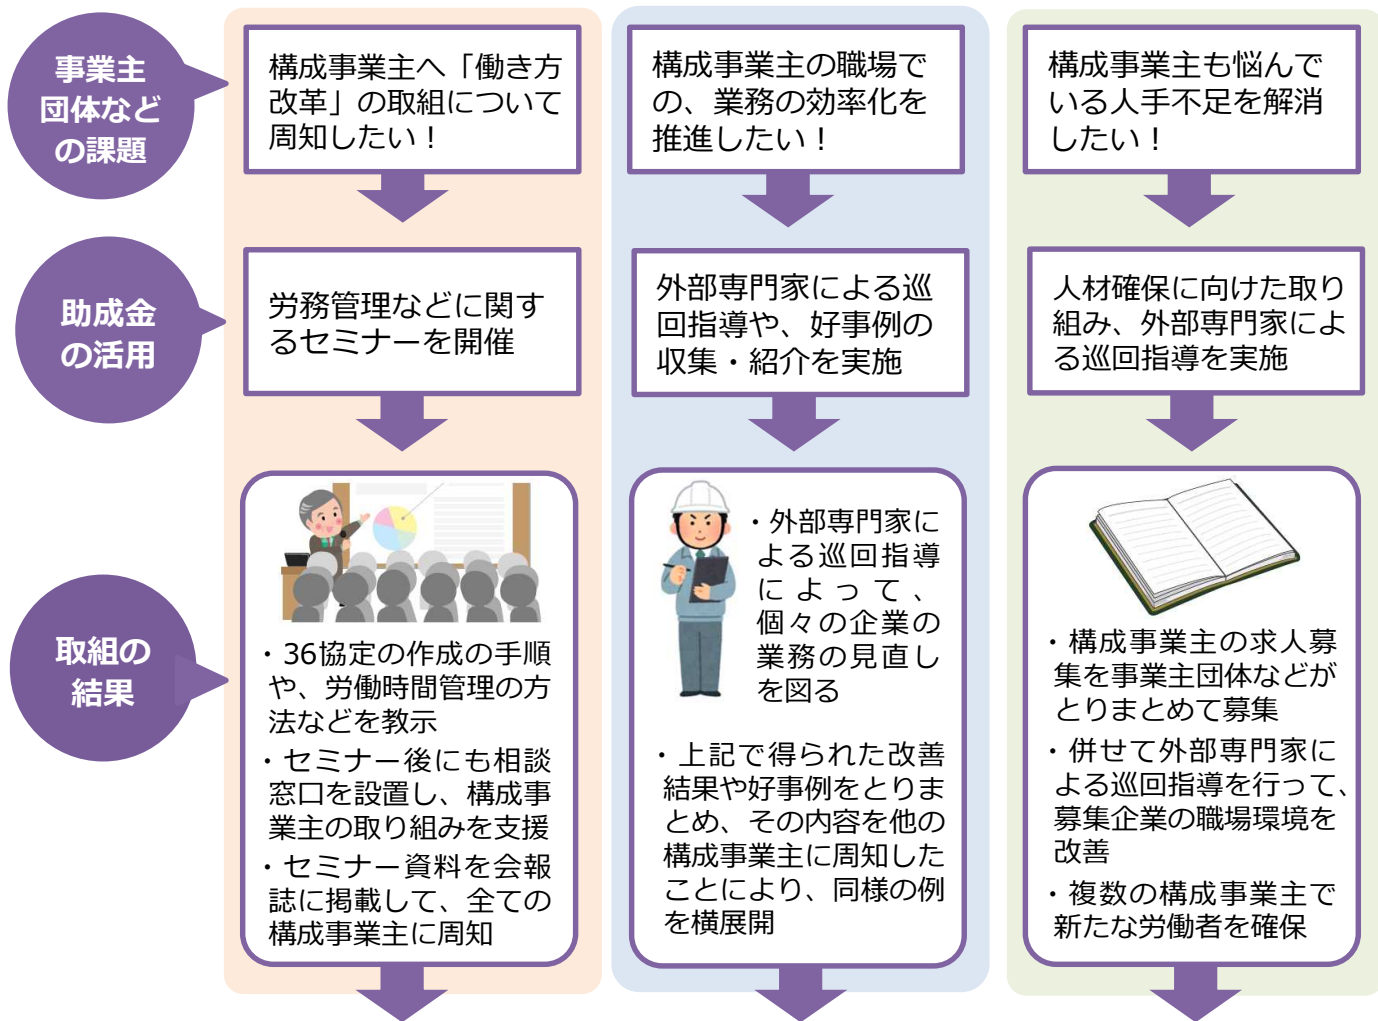 事業主
団体など
の課題
構成事業主へ「働き方
改革」の取組について
周知したい！
構成事業主の職場で
の、業務の効率化を
推進したい！
構成事業主も悩んで
いる人手不足を解消
したい！
助成金
の活用
労務管理などに関す
るセミナーを開催
外部専門家による巡
回指導や、好事例の
収集・紹介を実施
人材確保に向けた取り
組み、外部専門家によ
る巡回指導を実施
取組の
結果
・36協定の作成の手順
や、労働時間管理の方
法などを教示
・セミナー後にも相談
窓口を設置し、構成事
業主の取り組みを支援
・セミナー資料を会報
誌に掲載して、全ての
構成事業主に周知
・外部専門家に
よる巡回指導
によって、
個々の企業の
業務の見直し
を図る
・上記で得られた改善
結果や好事例をとりま
とめ、その内容を他の
構成事業主に周知した
ことにより、同様の例
を横展開
・構成事業主の求人募
集を事業主団体などが
とりまとめて募集
・併せて外部専門家に
よる巡回指導を行って、
募集企業の職場環境を
改善
・複数の構成事業主で
新たな労働者を確保